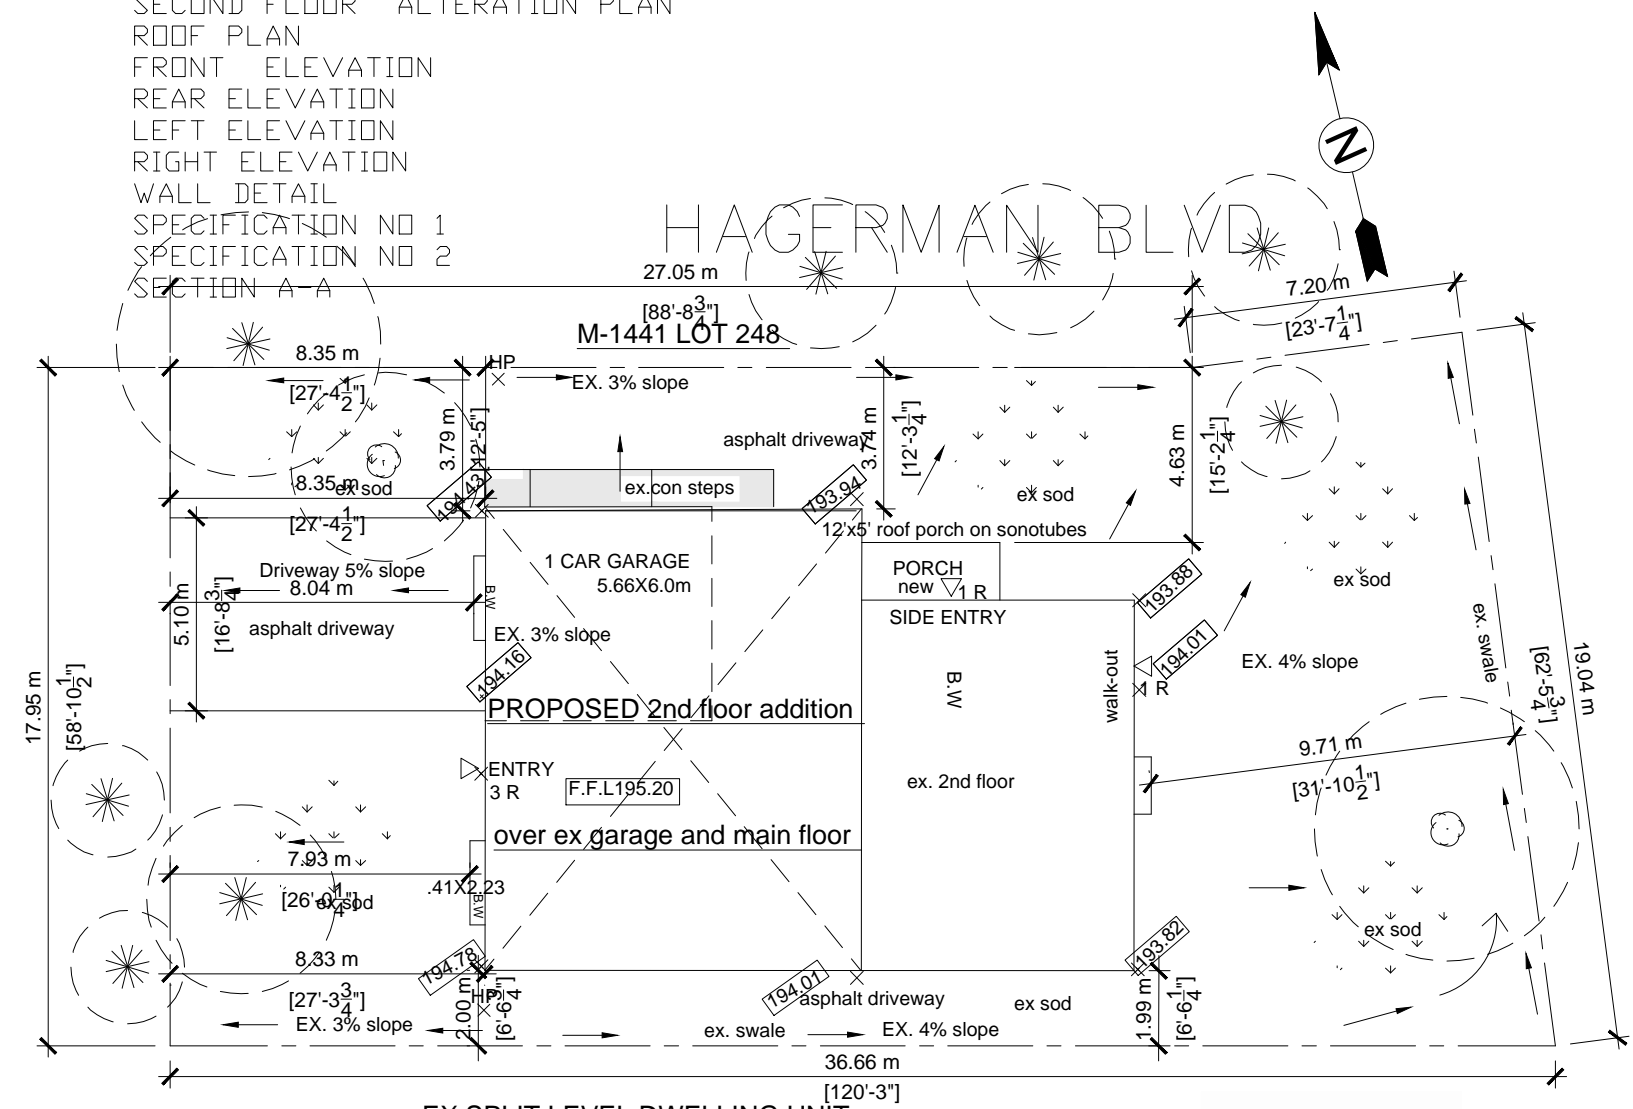 SECOND FLOOR ALTERATION PLAN
ROOF PLAN
FRONT ELEVATION
REAR ELEVATION
LEFT ELEVATION
RIGHT ELEVATION
WALL DETAIL
SPECIFICATION NO 1
SPECIFICATION NO 2
SECTION A-A
N
HAGERMAN BLVD
27.05 m
[88'-8 3/4"]
7.20 m
[23'-7 1/4"]
M-1441 LOT 248
8.35 m
[27'-4 1/2"]
HP
EX. 3% slope
3.79 m
[12'-5"]
asphalt driveway
3.74 m
[12'-3 1/4"]
4.63 m
[15'-2 1/4"]
8.35 m
ex sod
[27'-4 1/2"]
194.43
ex.con steps
193.94
ex sod
12'x5' roof porch on sonotubes
Driveway 5% slope
8.04 m
5.10 m
[16'-8 3/4"]
asphalt driveway
B.W
1 CAR GARAGE
5.66X6.0m
PORCH
new
1 R
SIDE ENTRY
193.88
ex sod
EX. 3% slope
194.16
194.01
EX. 4% slope
ex. swale
19.04 m
[62'-5 3/4"]
17.95 m
[58'-10 1/2"]
B.W
walk-out
1 R
PROPOSED 2nd floor addition
9.71 m
[31'-10 1/2"]
ENTRY
3 R
F.F.L195.20
ex. 2nd floor
over ex garage and main floor
7.93 m
[26'-0 1/4"]
ex sod
.41X2.23
B.W
ex sod
8.33 m
[27'-3 3/4"]
194.78
HP
2.00 m
[6'-6 3/4"]
194.01
asphalt driveway
ex sod
193.82
1.99 m
[6'-6 1/4"]
EX. 3% slope
ex. swale
EX. 4% slope
36.66 m
[120'-3"]
EX SPLIT LEVEL DWELLING UNIT